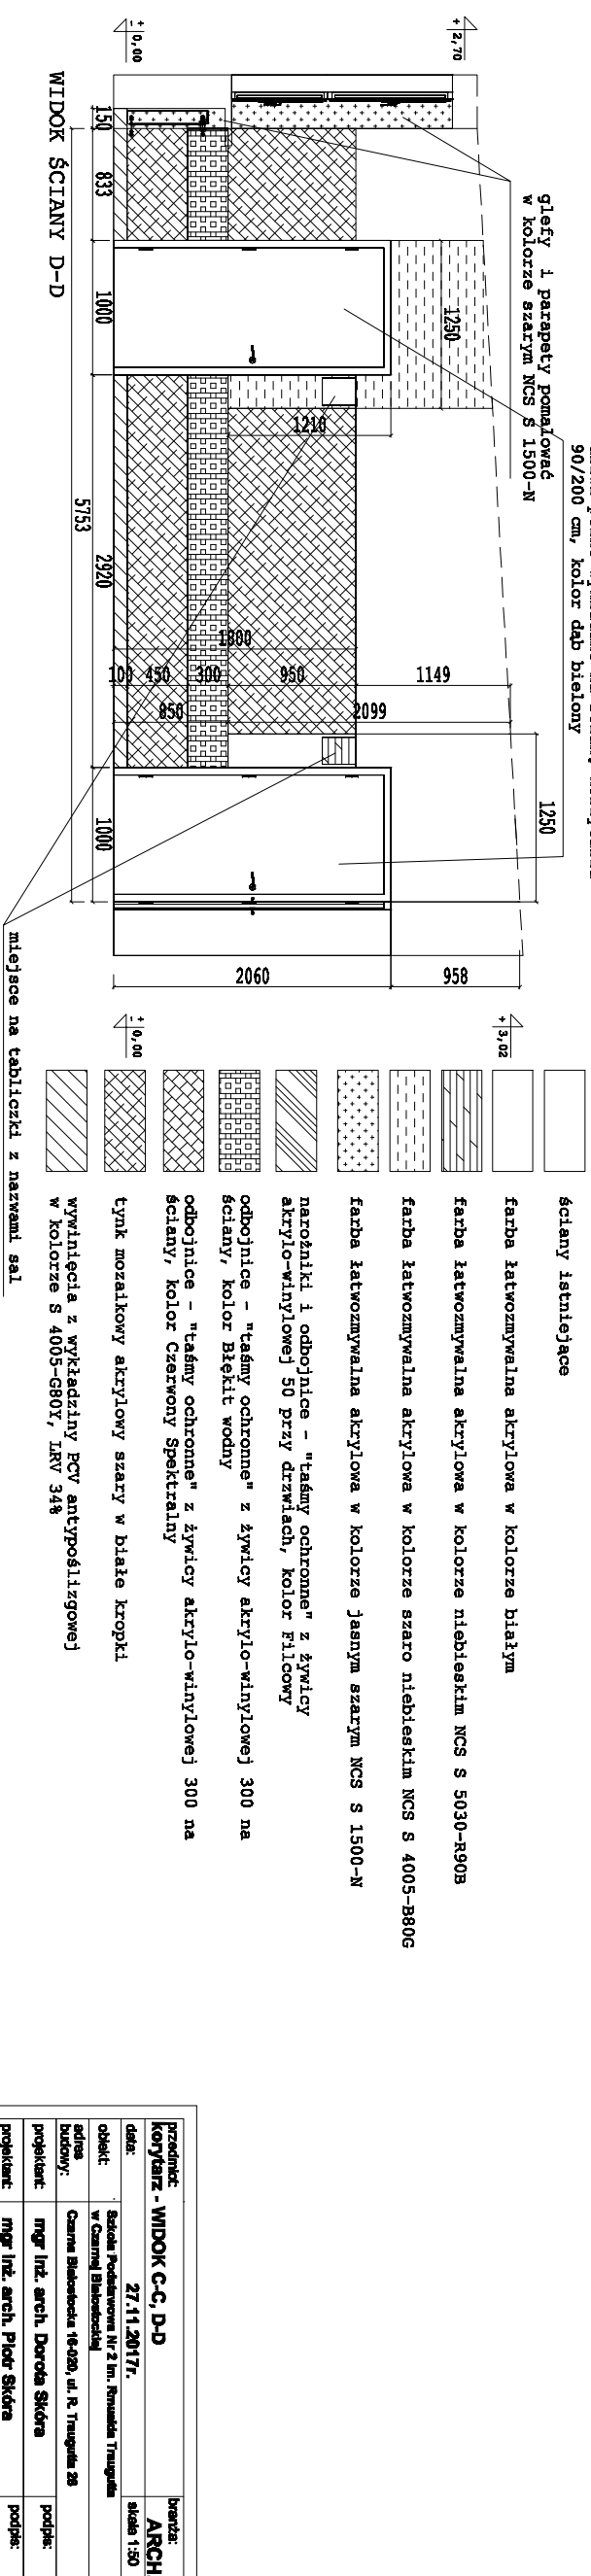 90/200 cm, kolor dąb bielony
glefy i parapety pomalować
w kolorze szarym NCS S 1500-N
+ 2,70
+ 0,00
-
150
833
1000
2920
1000
5753
1250
1210
1800
100
450
300
950
1149
850
2099
1250
2060
958
+ 3,02
+ 0,00
-
WIDOK ŚCIANY D-D
miejsce na tabliczki z nazwami sal
ściany istniejące
farba łatwozmywalna akrylowa w kolorze białym
farba łatwozmywalna akrylowa w kolorze niebieskim NCS S 5030-R90B
farba łatwozmywalna akrylowa w kolorze szaro niebieskim NCS S 4005-B80G
farba łatwozmywalna akrylowa w kolorze jasnym szarym NCS S 1500-N
narożniki i odbojnice - "taśmy ochronne" z żywicy
akrylo-winylowej 50 przy drzwiach, kolor Filcowy
odbojnice - "taśmy ochronne" z żywicy akrylo-winylowej 300 na
ściany, kolor Błękit wodny
odbojnice - "taśmy ochronne" z żywicy akrylo-winylowej 300 na
ściany, kolor Czerwony Spektralny
tynk mozaikowy akrylowy szary w białe kropki
wywinięcia z wykładziny PCV antypoślizgowej
w kolorze S 4005-G80Y, LRV 34%
przedmiot:
korytarz - WIDOK C-C, D-D
branża:
ARCH
data:
27.11.2017r.
skala 1:50
obiekt:
Szkoła Podstawowa Nr 2 im. Romualda Traugutta
w Czarnej Białostockiej
adres
budowy:
Czarna Białostocka 16-020, ul. R. Traugutta 26
projektant:
mgr inż. arch. Dorota Skóra
podpis:
projektant:
mgr inż. arch. Piotr Skóra
podpis: